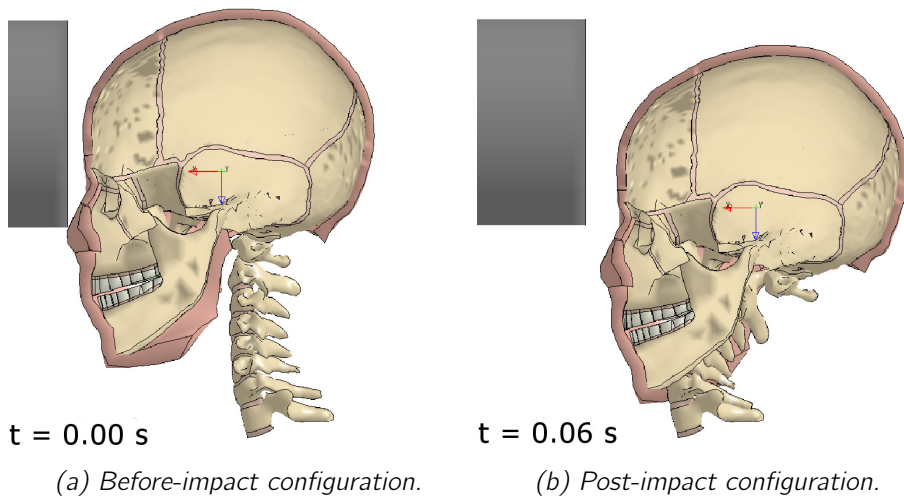 t = 0.00 s
t = 0.06 s
(a) Before-impact configuration.
(b) Post-impact configuration.